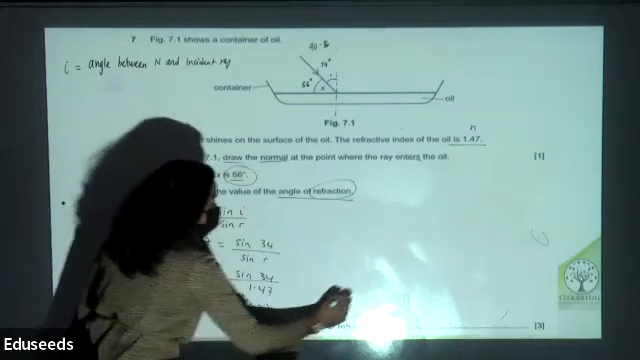 7 Fig. 7.1 shows a container of oil.
i = angle between N and incident ray
34°
56°
x
container
oil
Fig. 7.1
n
shines on the surface of the oil. The refractive index of the oil is 1.47.
7.1, draw the normal at the point where the ray enters the oil.
[1]
x is 56°.
the value of the angle of refraction.
sin i
sin r
= sin 34
sin r
sin 34
1.47
[3]
OAKBRIDGE
Eduseeds